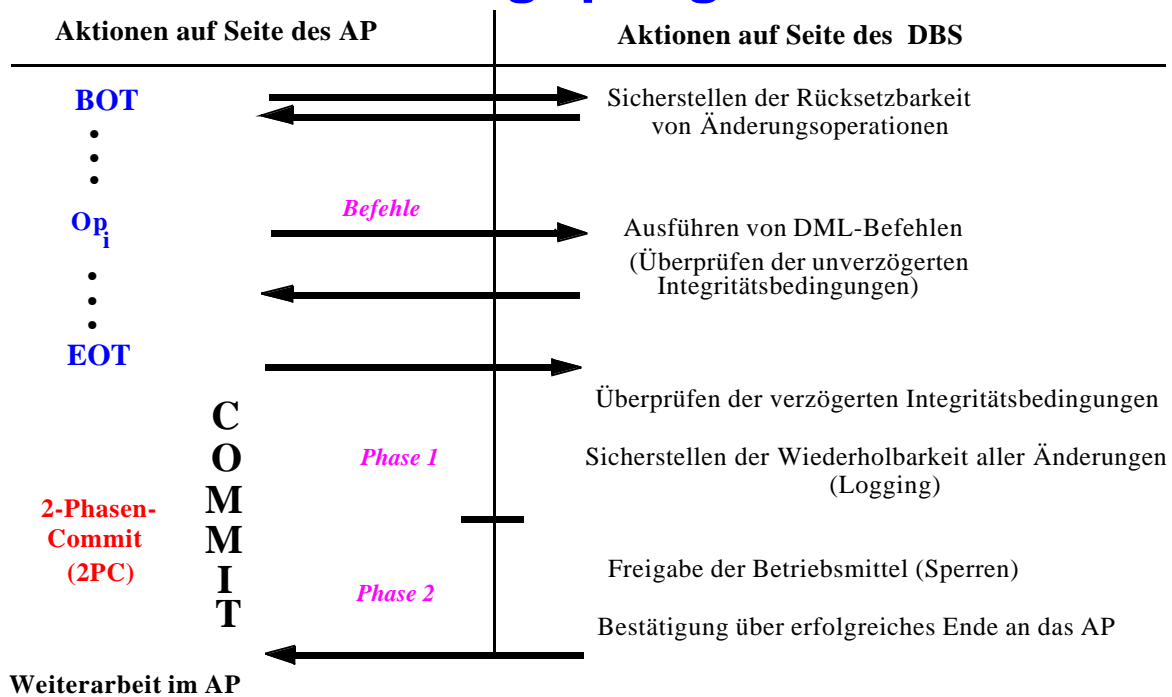 Aktionen auf Seite des AP
Aktionen auf Seite des DBS
BOT
Sicherstellen der Rücksetzbarkeit
von Änderungsoperationen
Befehle
Opi
Ausführen von DML-Befehlen
(Überprüfen der unverzögerten
Integritätsbedingungen)
EOT
Überprüfen der verzögerten Integritätsbedingungen
COMMIT
Phase 1
Sicherstellen der Wiederholbarkeit aller Änderungen
(Logging)
2-Phasen-
Commit
(2PC)
Freigabe der Betriebsmittel (Sperren)
Phase 2
Bestätigung über erfolgreiches Ende an das AP
Weiterarbeit im AP